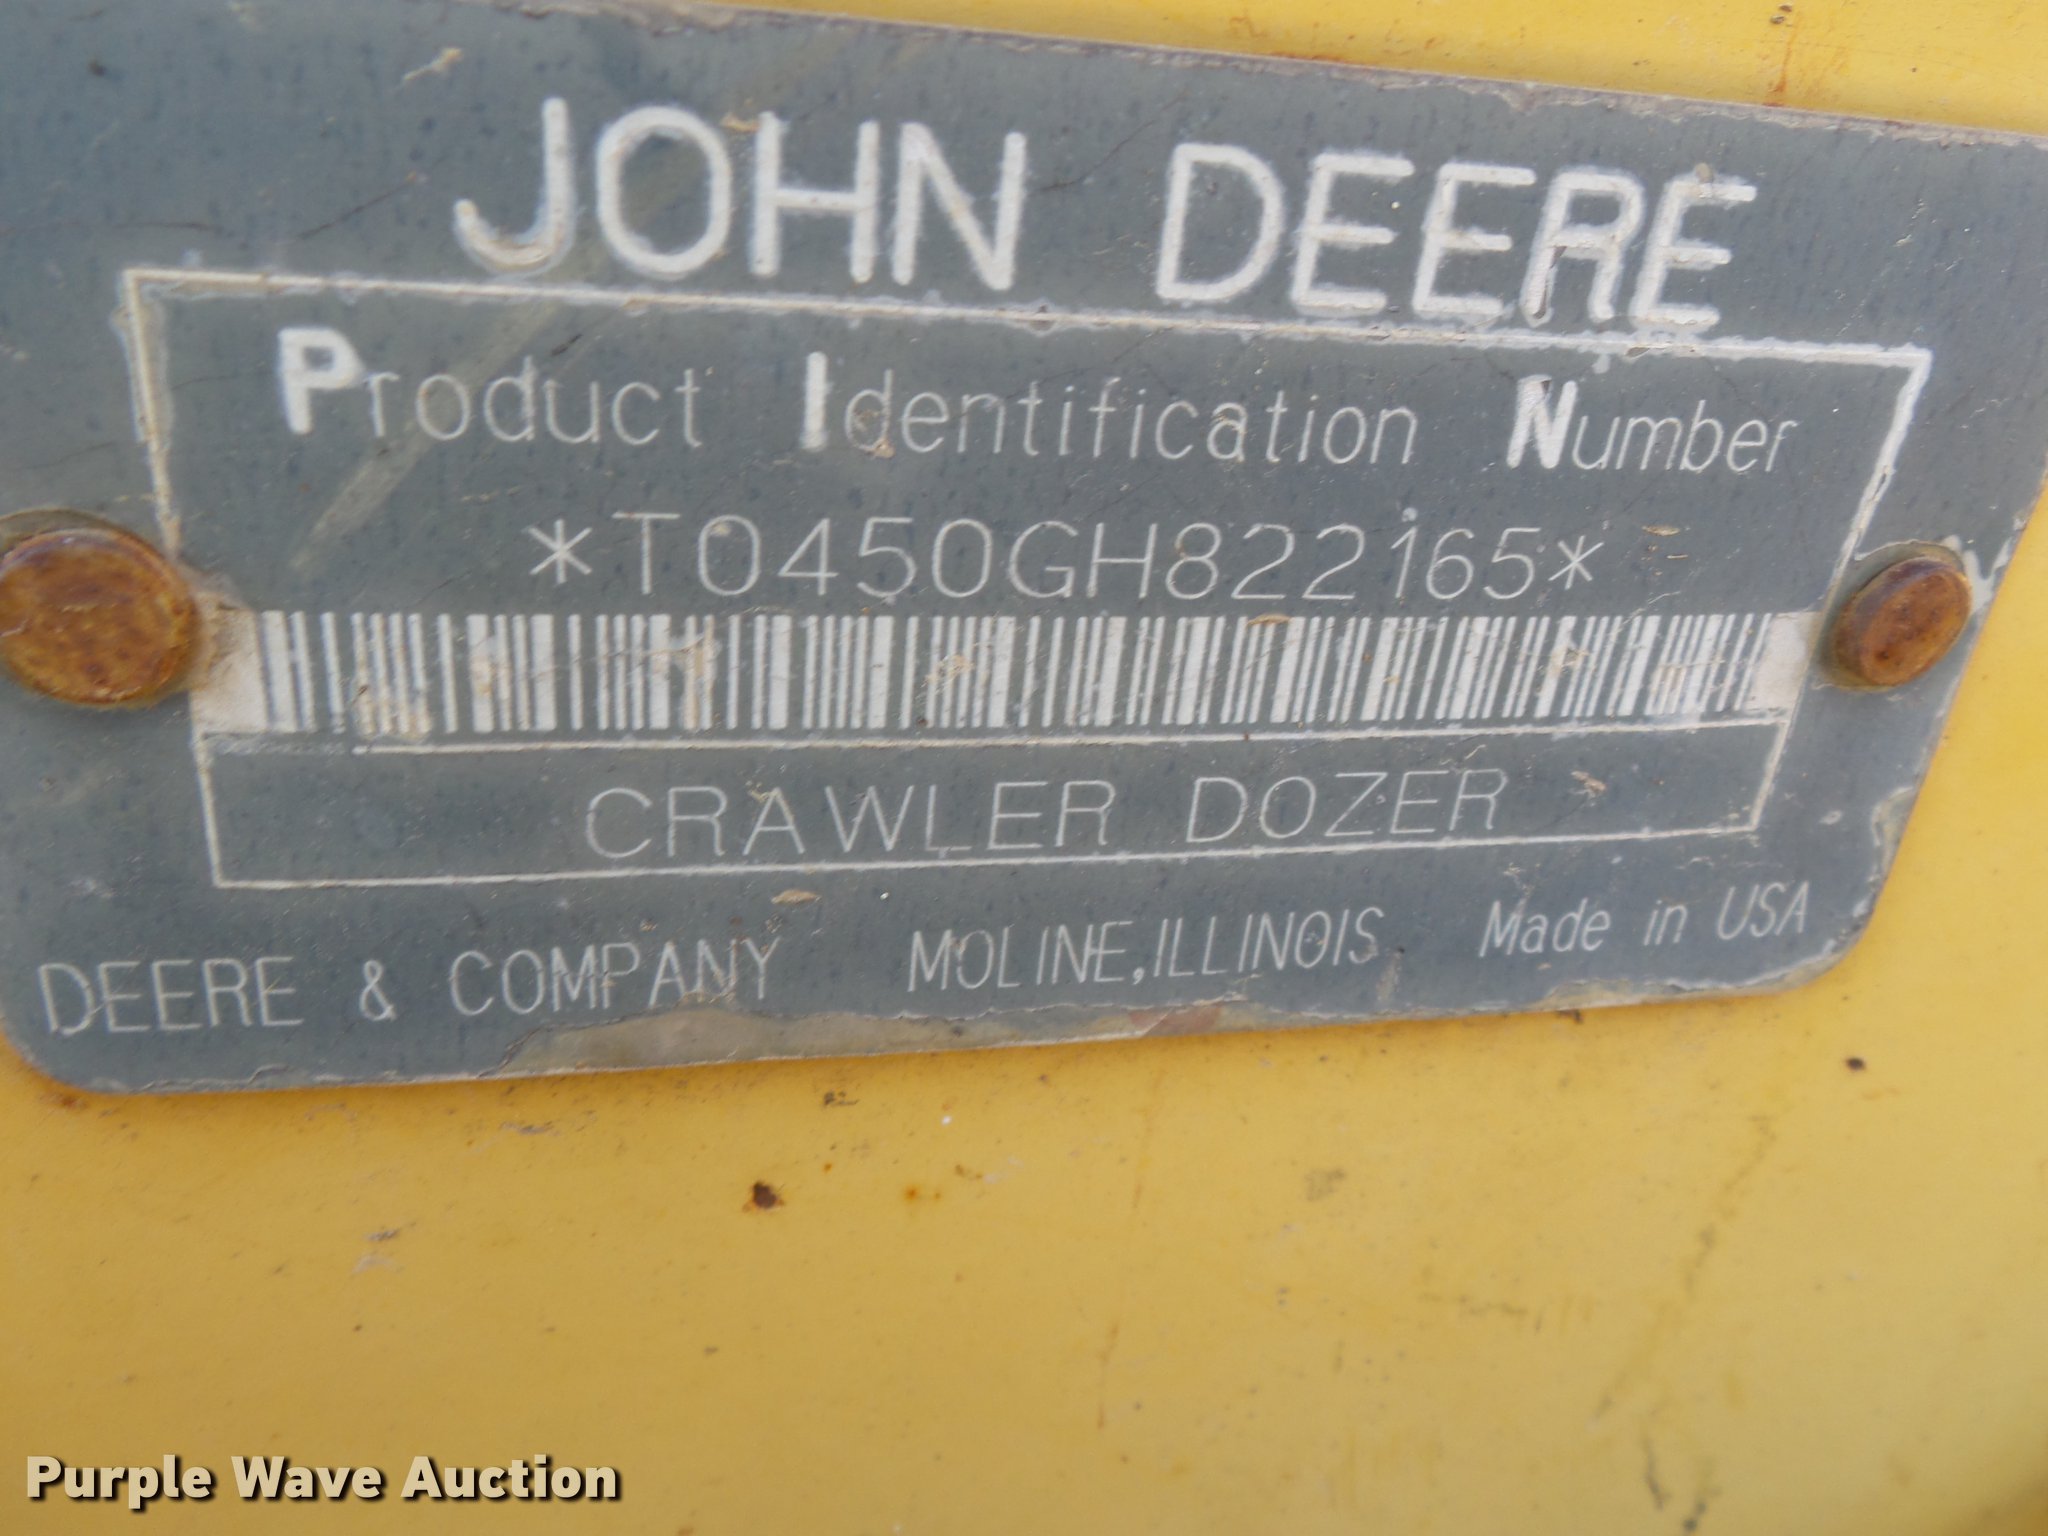 JOHN DEERE
Product Identification Number
*T0450GH822165*
CRAWLER DOZER
DEERE & COMPANY MOLINE, ILLINOIS Made in USA
Purple Wave Auction